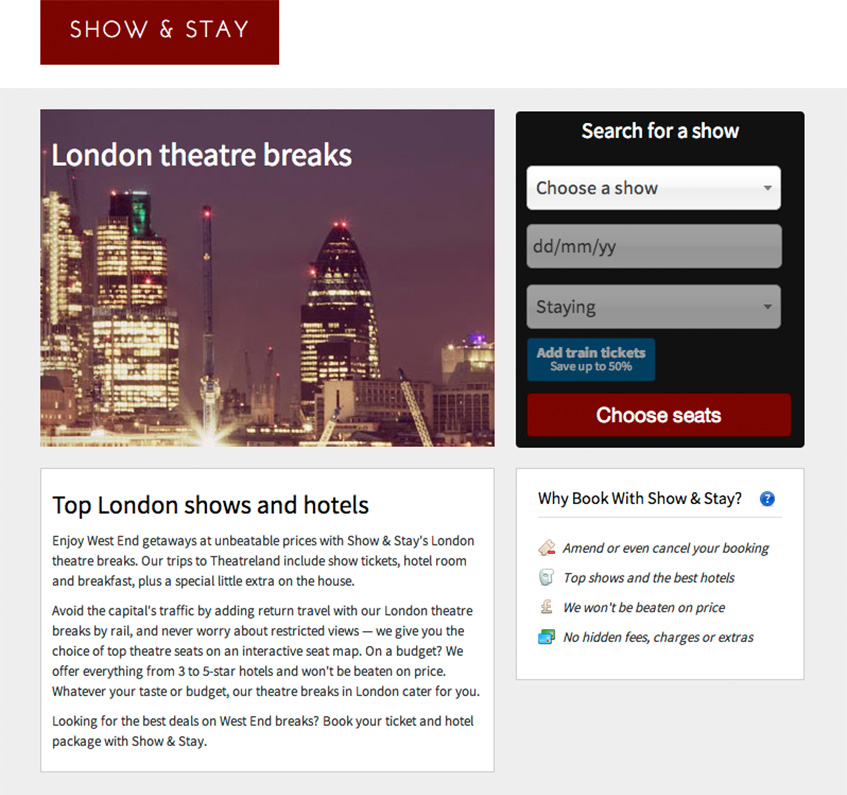 SHOW & STAY
London theatre breaks
Search for a show
Choose a show
dd/mm/yy
Staying
Add train tickets
Save up to 50%
Choose seats
Top London shows and hotels
Enjoy West End getaways at unbeatable prices with Show & Stay's London
theatre breaks. Our trips to Theatreland include show tickets, hotel room
and breakfast, plus a special little extra on the house.
Avoid the capital's traffic by adding return travel with our London theatre
breaks by rail, and never worry about restricted views — we give you the
choice of top theatre seats on an interactive seat map. On a budget? We
offer everything from 3 to 5-star hotels and won't be beaten on price.
Whatever your taste or budget, our theatre breaks in London cater for you.
Looking for the best deals on West End breaks? Book your ticket and hotel
package with Show & Stay.
Why Book With Show & Stay? ?
Amend or even cancel your booking
Top shows and the best hotels
£ We won't be beaten on price
No hidden fees, charges or extras